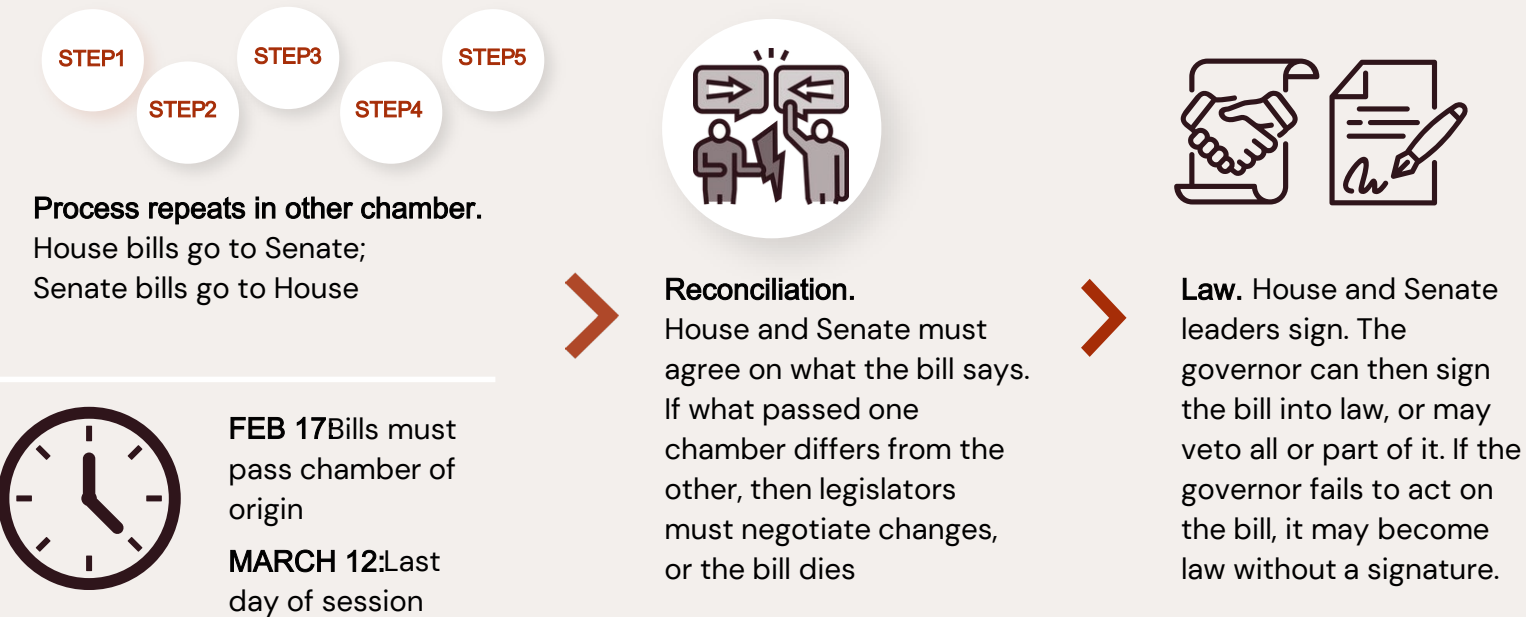 STEP1
STEP2
STEP3
STEP4
STEP5
Process repeats in other chamber.
House bills go to Senate;
Senate bills go to House
FEB 17Bills must
pass chamber of
origin
MARCH 12:Last
day of session
Reconciliation.
House and Senate must
agree on what the bill says.
If what passed one
chamber differs from the
other, then legislators
must negotiate changes,
or the bill dies
Law. House and Senate
leaders sign. The
governor can then sign
the bill into law, or may
veto all or part of it. If the
governor fails to act on
the bill, it may become
law without a signature.